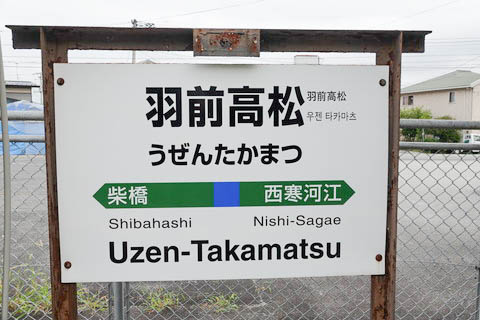 羽前高松
羽前高松
우젠 타카마츠
うぜんたかまつ
柴橋 西寒河江
Shibahashi Nishi-Sagae
Uzen-Takamatsu